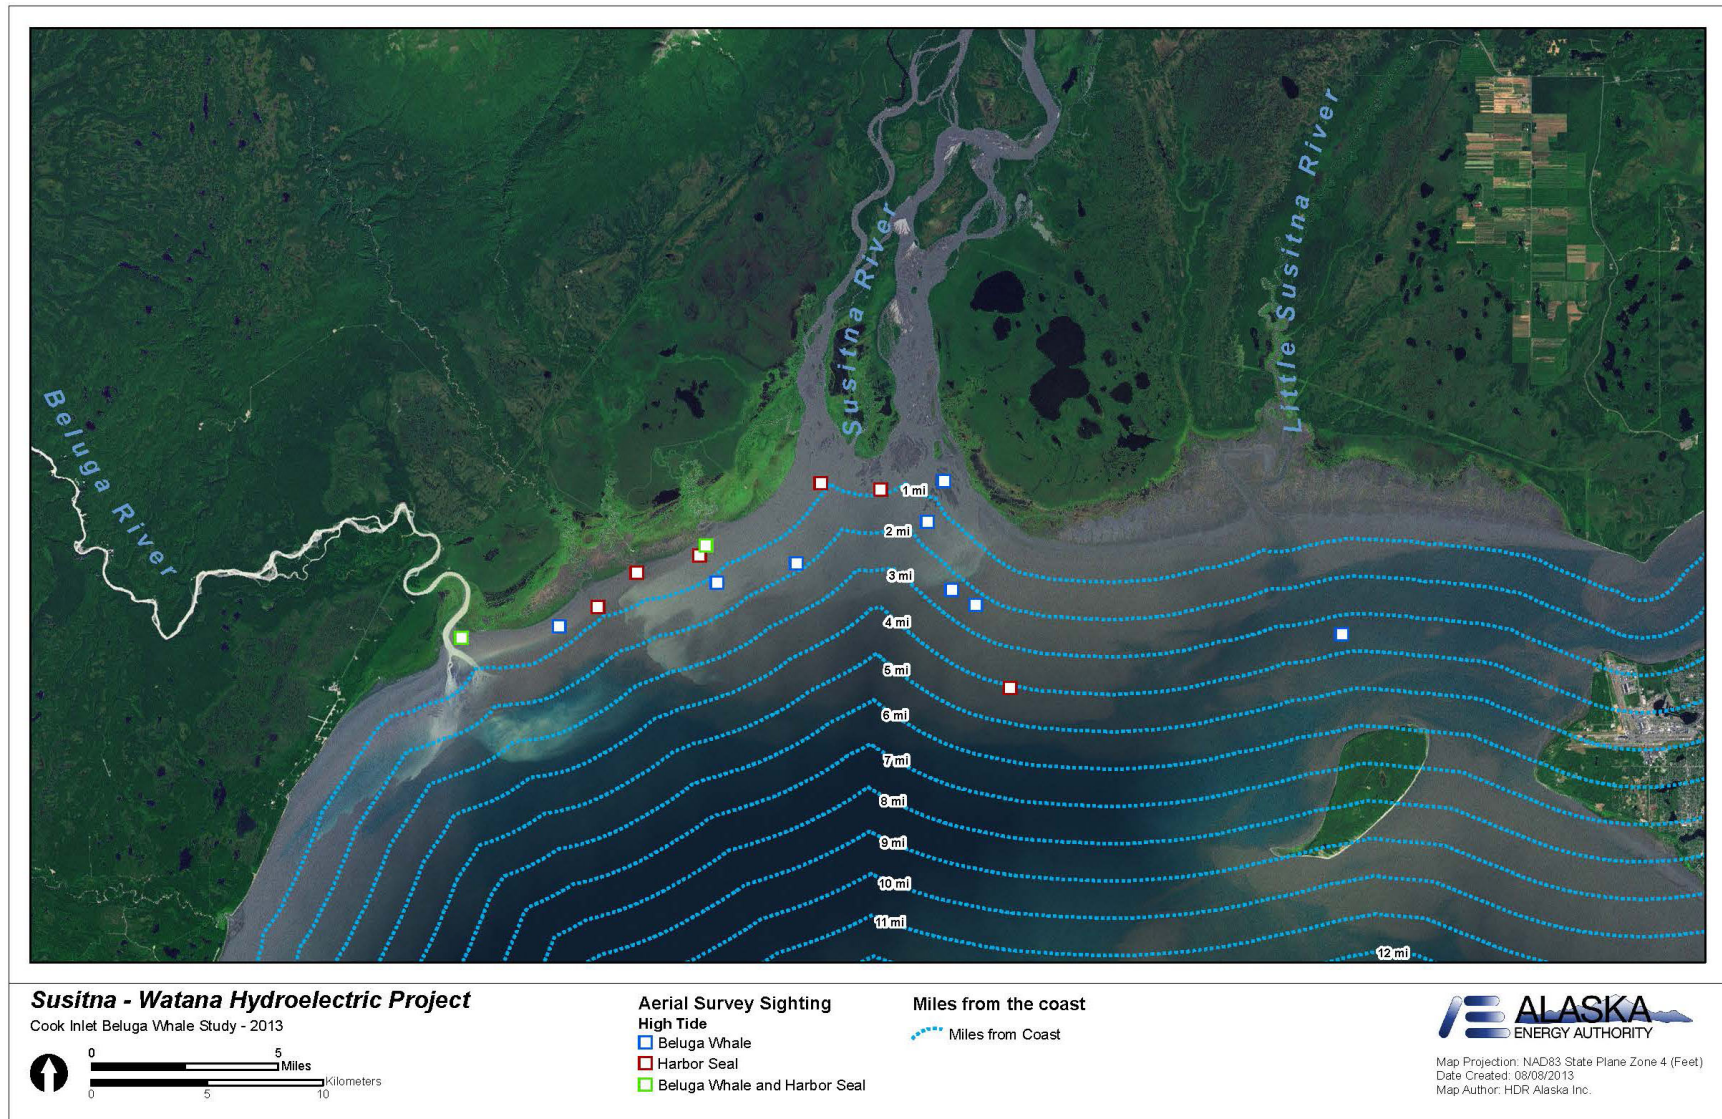 Susitna River
Little Susitna River
Beluga River
1 mi
2 mi
3 mi
4 mi
5 mi
6 mi
7 mi
8 mi
9 mi
10 mi
11 mi
12 mi
Susitna - Watana Hydroelectric Project
Cook Inlet Beluga Whale Study - 2013
0 5
Miles
Kilometers
0 5 10
Aerial Survey Sighting
High Tide
Beluga Whale
Harbor Seal
Beluga Whale and Harbor Seal
Miles from the coast
Miles from Coast
ALASKA
ENERGY AUTHORITY
Map Projection: NAD83 State Plane Zone 4 (Feet)
Date Created: 08/08/2013
Map Author: HDR Alaska Inc.